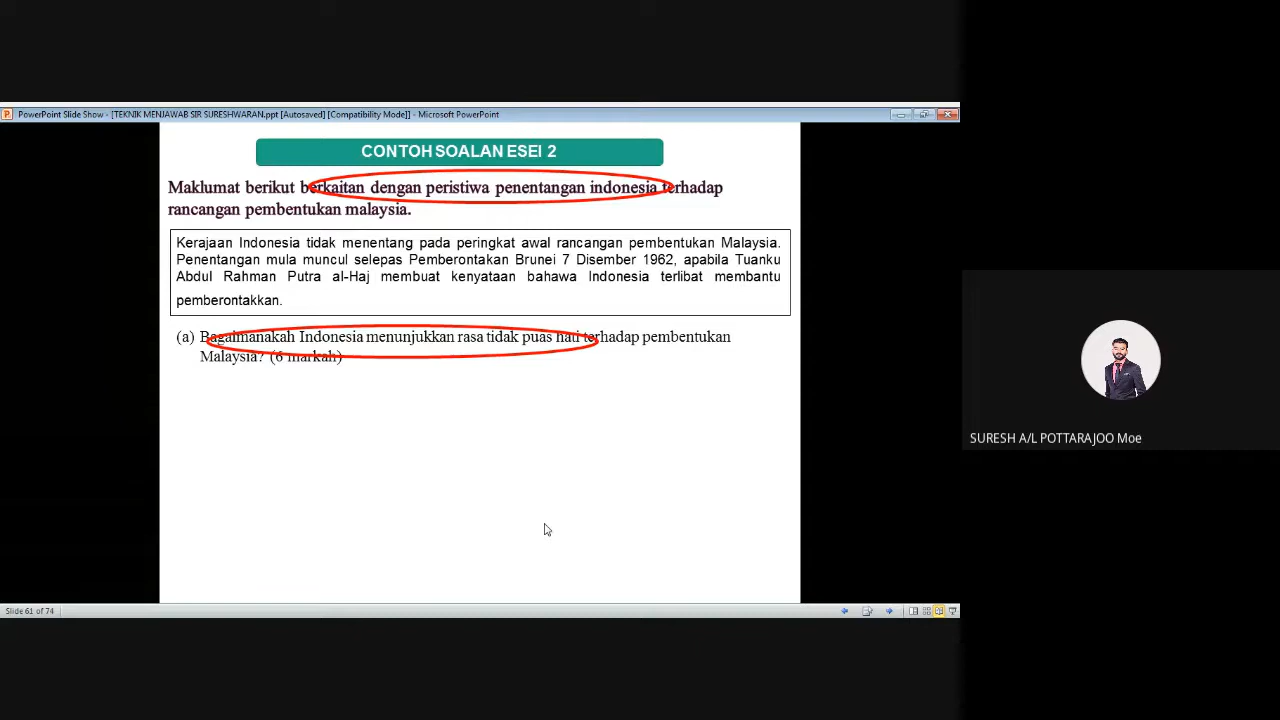 PowerPoint Slide Show - [TEKNIK MENJAWAB SIR SURESHWARAN.ppt [Autosaved] [Compatibility Mode]] - Microsoft PowerPoint
CONTOH SOALAN ESEI 2
Maklumat berikut berkaitan dengan peristiwa penentangan indonesia terhadap
rancangan pembentukan malaysia.
Kerajaan Indonesia tidak menentang pada peringkat awal rancangan pembentukan Malaysia.
Penentangan mula muncul selepas Pemberontakan Brunei 7 Disember 1962, apabila Tuanku
Abdul Rahman Putra al-Haj membuat kenyataan bahawa Indonesia terlibat membantu
pemberontakkan.
(a) Bagaimanakah Indonesia menunjukkan rasa tidak puas hati terhadap pembentukan
Malaysia? (6 markah)
SURESH A/L POTTARAJOO Moe
Slide 61 of 74